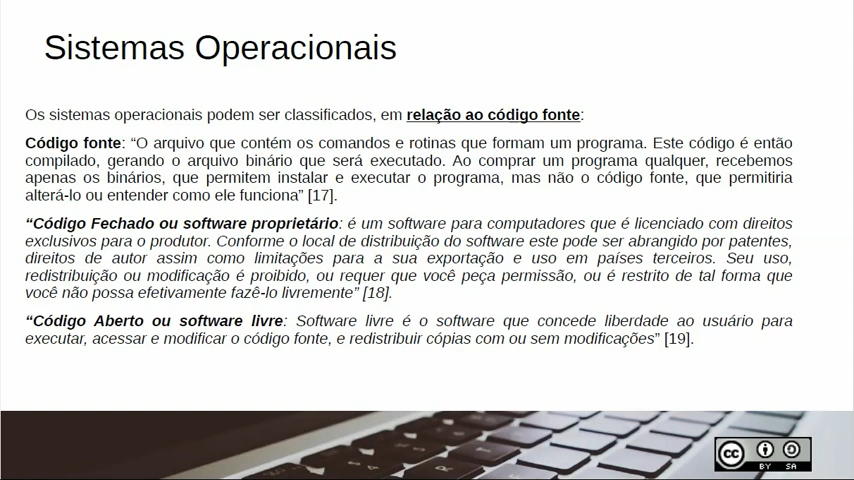 Sistemas Operacionais
Os sistemas operacionais podem ser classificados, em relação ao código fonte:
Código fonte: “O arquivo que contém os comandos e rotinas que formam um programa. Este código é então
compilado, gerando o arquivo binário que será executado. Ao comprar um programa qualquer, recebemos
apenas os binários, que permitem instalar e executar o programa, mas não o código fonte, que permitiria
alterá-lo ou entender como ele funciona” [17].
“Código Fechado ou software proprietário: é um software para computadores que é licenciado com direitos
exclusivos para o produtor. Conforme o local de distribuição do software este pode ser abrangido por patentes,
direitos de autor assim como limitações para a sua exportação e uso em países terceiros. Seu uso,
redistribuição ou modificação é proibido, ou requer que você peça permissão, ou é restrito de tal forma que
você não possa efetivamente fazê-lo livremente” [18].
“Código Aberto ou software livre: Software livre é o software que concede liberdade ao usuário para
executar, acessar e modificar o código fonte, e redistribuir cópias com ou sem modificações” [19].
cc
BY SA